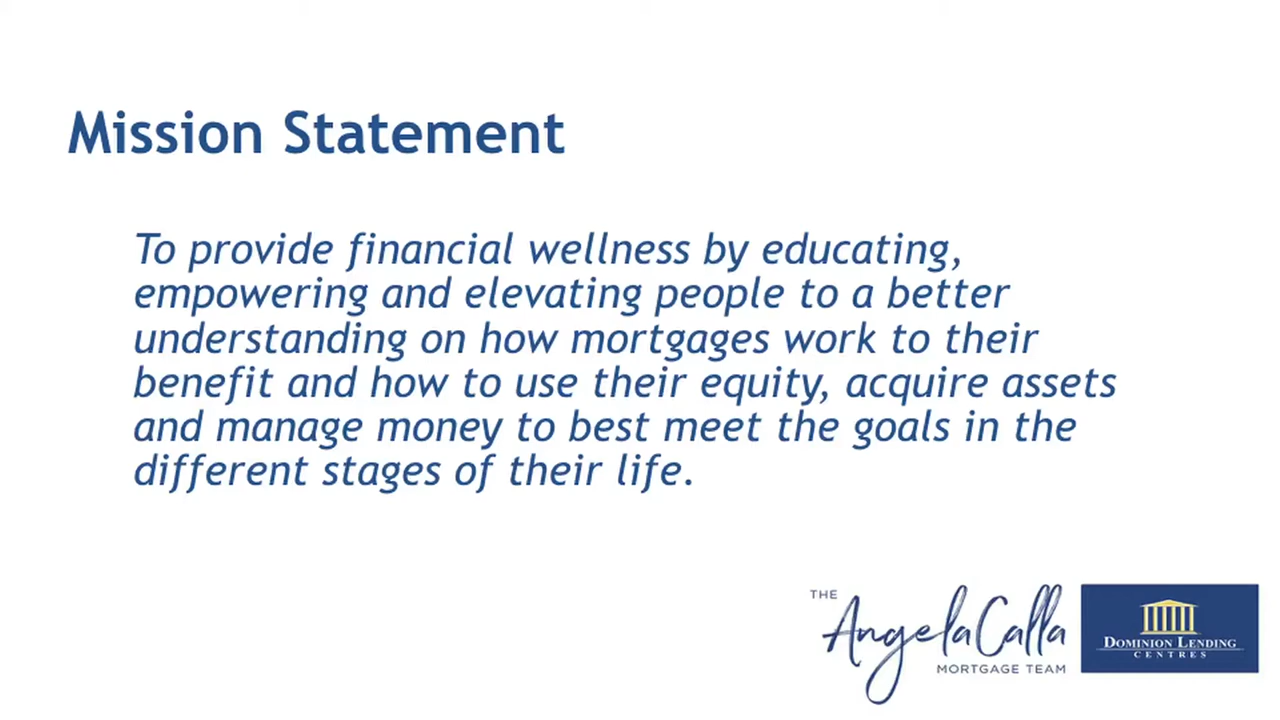 Mission Statement
To provide financial wellness by educating,
empowering and elevating people to a better
understanding on how mortgages work to their
benefit and how to use their equity, acquire assets
and manage money to best meet the goals in the
different stages of their life.
THE
Angela Calla
MORTGAGE TEAM
DOMINION LENDING
CENTRES